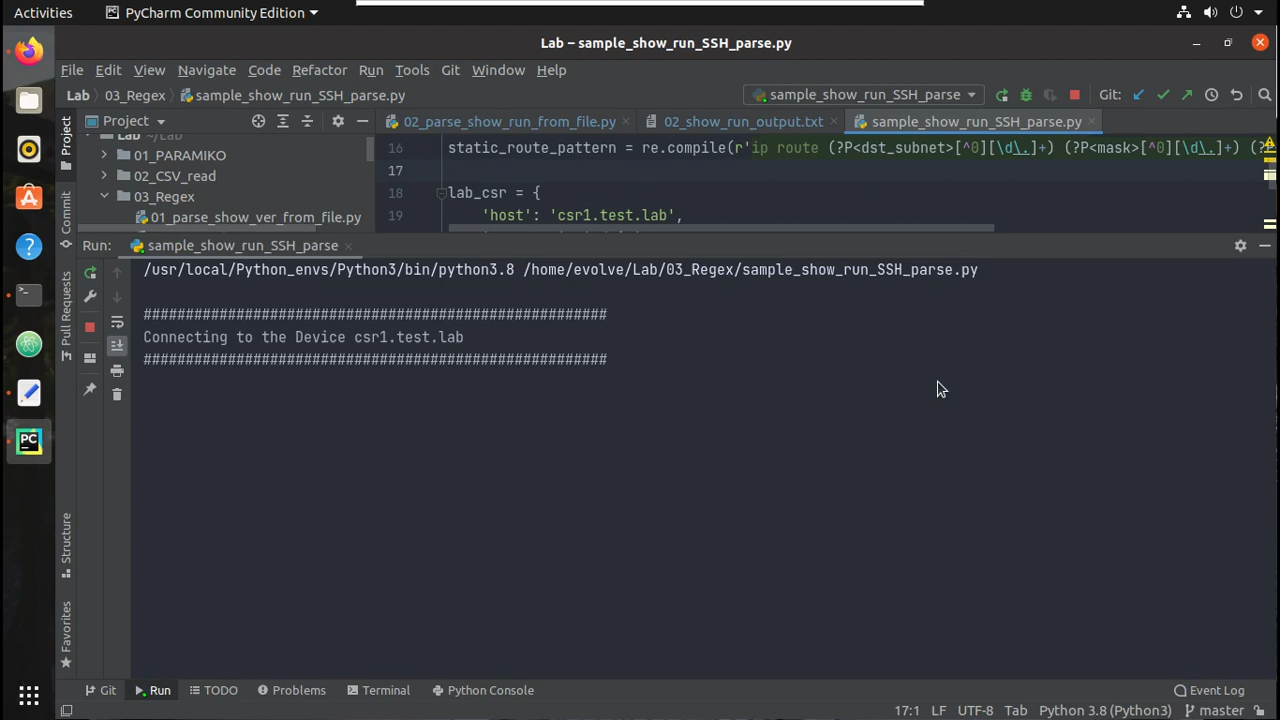 Activities PyCharm Community Edition
Lab – sample_show_run_SSH_parse.py
File Edit View Navigate Code Refactor Run Tools Git Window Help
Lab 03_Regex sample_show_run_SSH_parse.py sample_show_run_SSH_parse Git:
Project 02_parse_show_run_from_file.py 02_show_run_output.txt sample_show_run_SSH_parse.py
Lab ~/Lab
01_PARAMIKO
02_CSV_read
03_Regex
01_parse_show_ver_from_file.py
16 static_route_pattern = re.compile(r'ip route (?P<dst_subnet>[^0][\d\.]+) (?P<mask>[^0][\d\.]+) (?
17
18 lab_csr = {
19 'host': 'csr1.test.lab',
Run: sample_show_run_SSH_parse
/usr/local/Python_envs/Python3/bin/python3.8 /home/evolve/Lab/03_Regex/sample_show_run_SSH_parse.py
#######################################################
Connecting to the Device csr1.test.lab
#######################################################
Project
Commit
Pull Requests
Structure
Favorites
PC
Git Run TODO Problems Terminal Python Console Event Log
17:1 LF UTF-8 Tab Python 3.8 (Python3) master